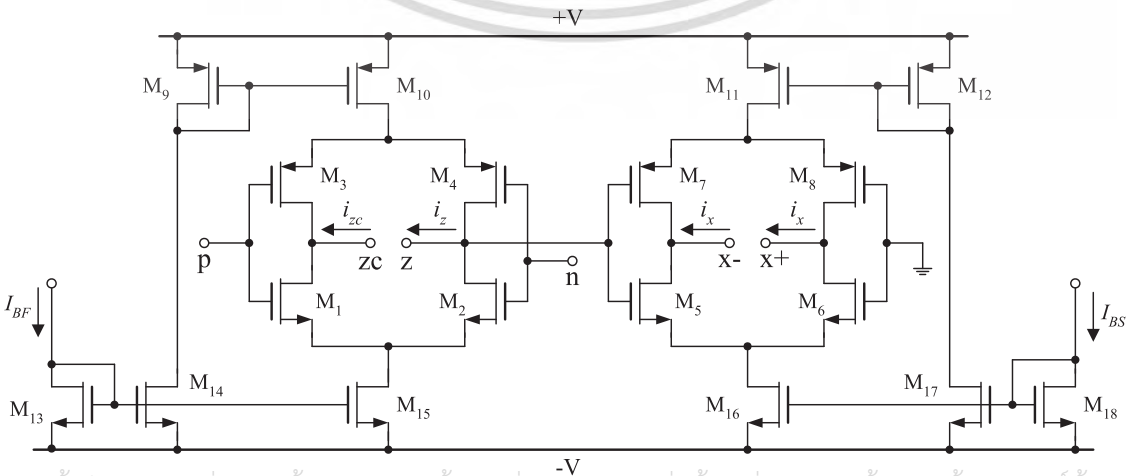 +V
M9 M10 M11 M12
M3 M4 M7 M8
izc iz ix ix
p zc z n x- x+
M1 M2 M5 M6
IBF IBS
M13 M14 M15 M16 M17 M18
-V